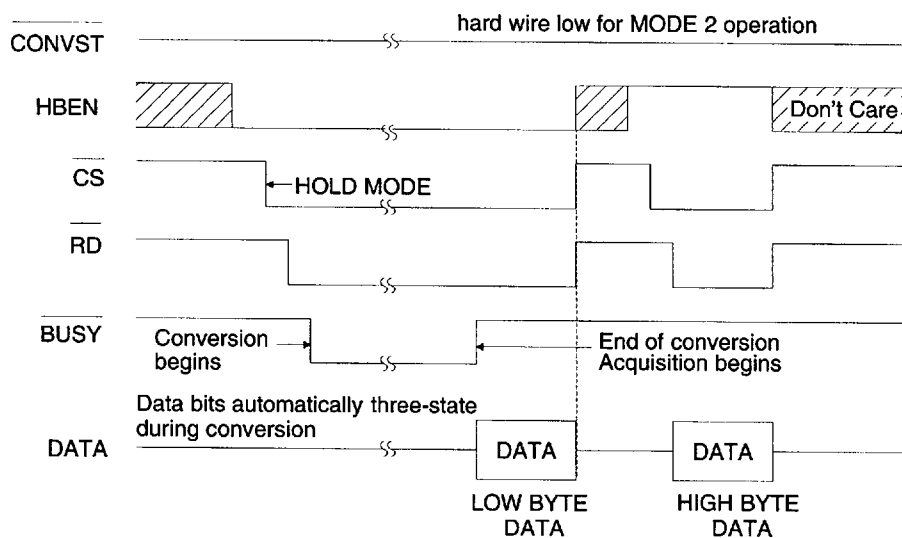 hard wire low for MODE 2 operation
CONVST
HBEN
Don't Care
CS
HOLD MODE
RD
BUSY
Conversion
begins
End of conversion
Acquisition begins
Data bits automatically three-state
during conversion
DATA
DATA
DATA
LOW BYTE
DATA
HIGH BYTE
DATA